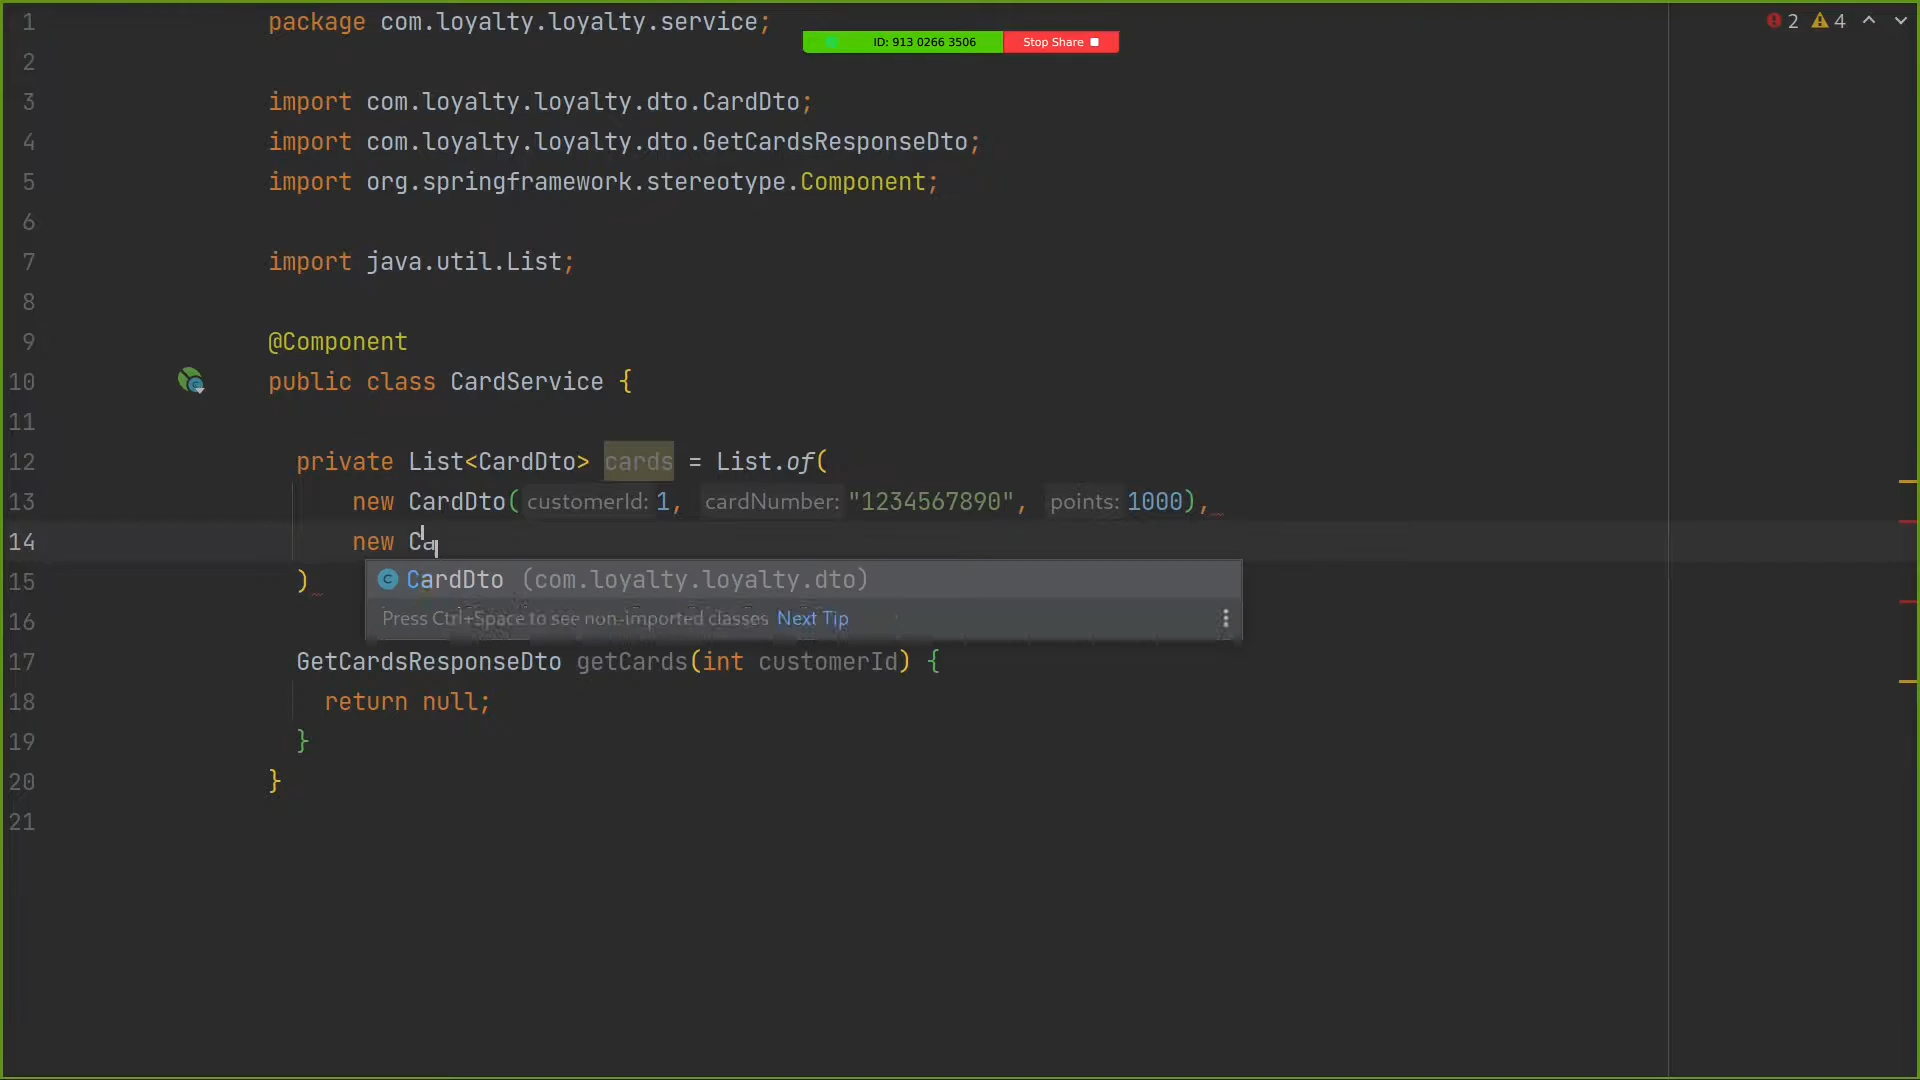 1 package com.loyalty.loyalty.service;
2 4
ID: 913 0266 3506 Stop Share
2
3 import com.loyalty.loyalty.dto.CardDto;
4 import com.loyalty.loyalty.dto.GetCardsResponseDto;
5 import org.springframework.stereotype.Component;
6
7 import java.util.List;
8
9 @Component
10 public class CardService {
11
12 private List<CardDto> cards = List.of(
13 new CardDto( customerId: 1, cardNumber: "1234567890", points: 1000),
14 new Ca
CardDto (com.loyalty.loyalty.dto)
15 )
16 Press Ctrl+Space to see non-imported classes Next Tip
17 GetCardsResponseDto getCards(int customerId) {
18 return null;
19 }
20 }
21